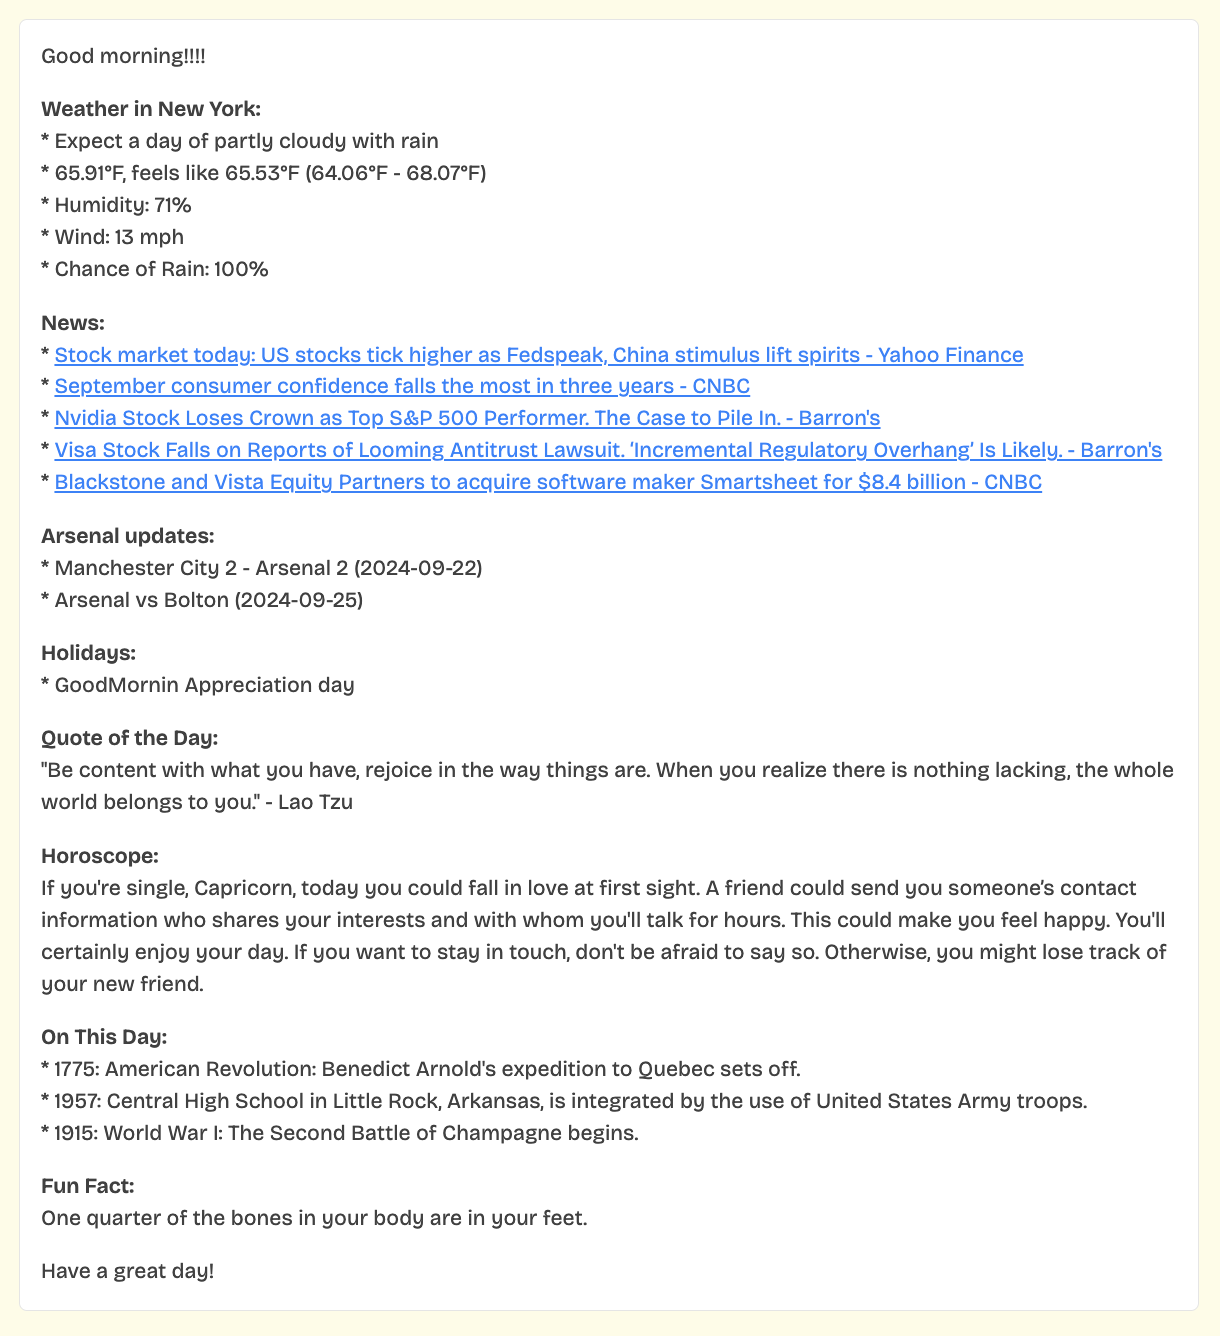 Good morning!!!!
Weather in New York:
* Expect a day of partly cloudy with rain
* 65.91°F, feels like 65.53°F (64.06°F - 68.07°F)
* Humidity: 71%
* Wind: 13 mph
* Chance of Rain: 100%
News:
* Stock market today: US stocks tick higher as Fedspeak, China stimulus lift spirits - Yahoo Finance
* September consumer confidence falls the most in three years - CNBC
* Nvidia Stock Loses Crown as Top S&P 500 Performer. The Case to Pile In. - Barron's
* Visa Stock Falls on Reports of Looming Antitrust Lawsuit. ‘Incremental Regulatory Overhang’ Is Likely. - Barron's
* Blackstone and Vista Equity Partners to acquire software maker Smartsheet for $8.4 billion - CNBC
Arsenal updates:
* Manchester City 2 - Arsenal 2 (2024-09-22)
* Arsenal vs Bolton (2024-09-25)
Holidays:
* GoodMornin Appreciation day
Quote of the Day:
"Be content with what you have, rejoice in the way things are. When you realize there is nothing lacking, the whole
world belongs to you." - Lao Tzu
Horoscope:
If you're single, Capricorn, today you could fall in love at first sight. A friend could send you someone’s contact
information who shares your interests and with whom you'll talk for hours. This could make you feel happy. You'll
certainly enjoy your day. If you want to stay in touch, don't be afraid to say so. Otherwise, you might lose track of
your new friend.
On This Day:
* 1775: American Revolution: Benedict Arnold's expedition to Quebec sets off.
* 1957: Central High School in Little Rock, Arkansas, is integrated by the use of United States Army troops.
* 1915: World War I: The Second Battle of Champagne begins.
Fun Fact:
One quarter of the bones in your body are in your feet.
Have a great day!